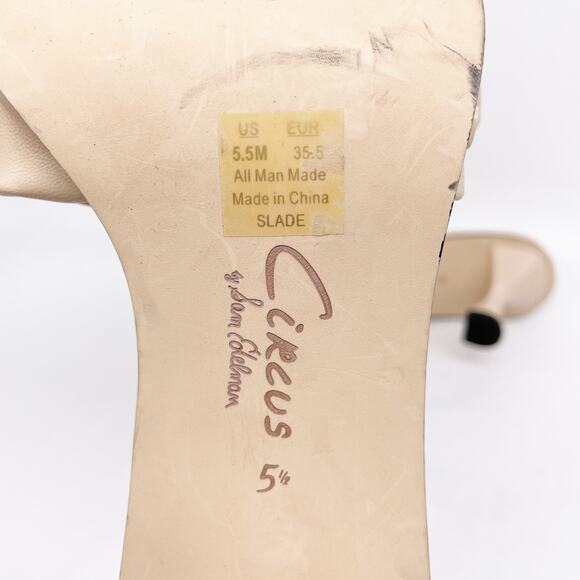 US EUR
5.5M 35.5
All Man Made
Made in China
SLADE
CIRCUS
by Sam Edelman
5½